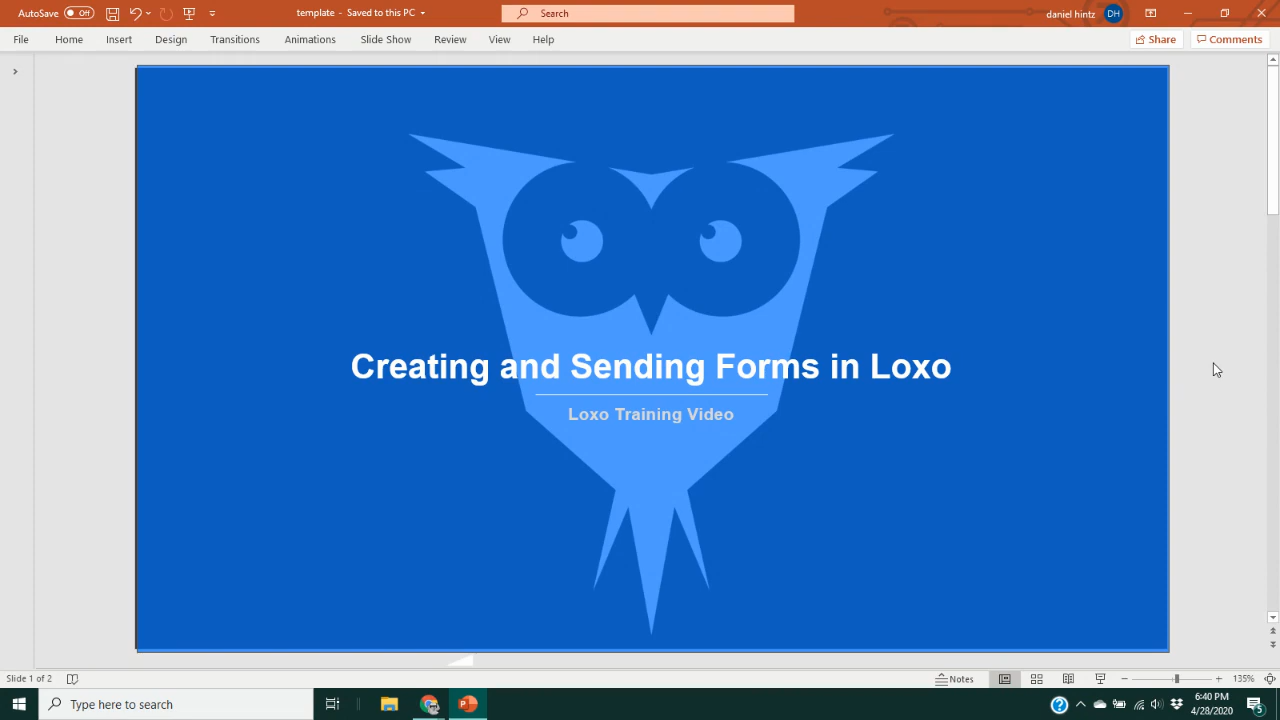 AutoSave Off
template - Saved to this PC
Search
daniel hintz DH
File Home Insert Design Transitions Animations Slide Show Review View Help
Share Comments
Creating and Sending Forms in Loxo
Loxo Training Video
Slide 1 of 2
Notes
135%
Type here to search
6:40 PM
4/28/2020
5